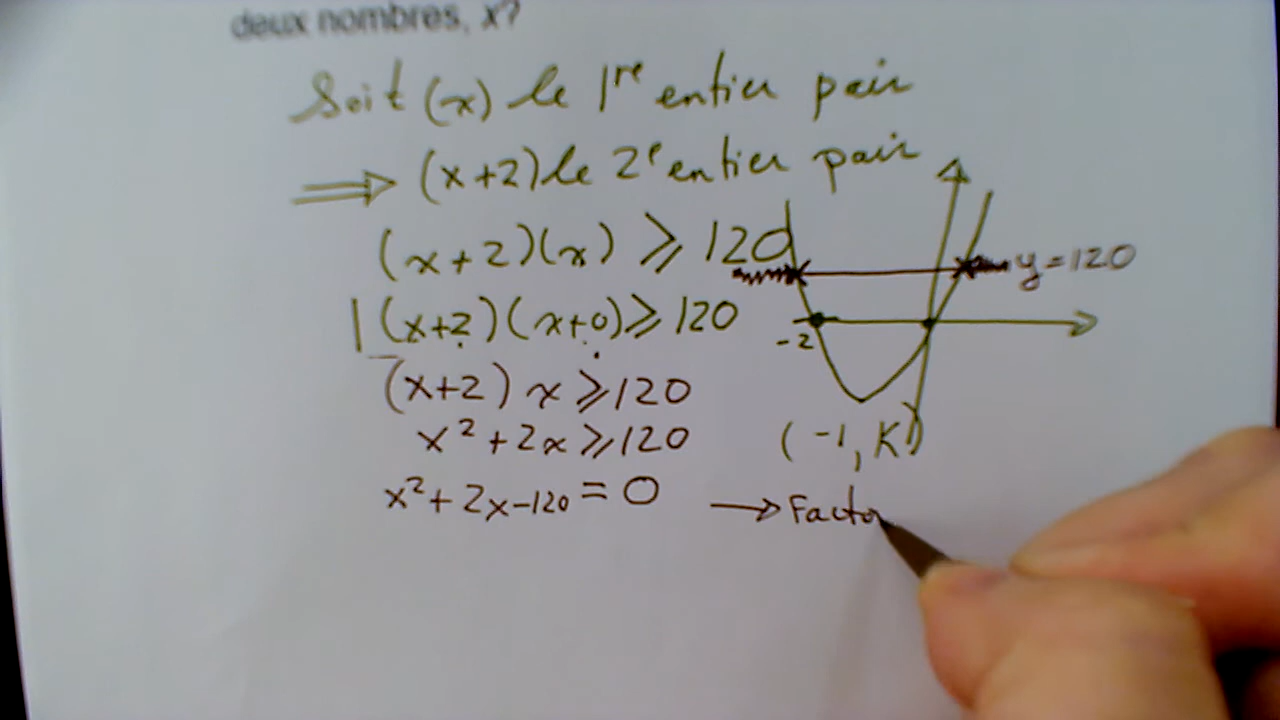 deux nombres, x?
Soit (x) le 1re entier pair
⟹ (x+2) le 2e entier pair
(x+2)(x) ⩾ 120
|(x+2)(x+0) ⩾ 120
(x+2) x ⩾ 120
x² + 2x ⩾ 120
x² + 2x - 120 = 0 → Facto
y = 120
-2
(-1, K)